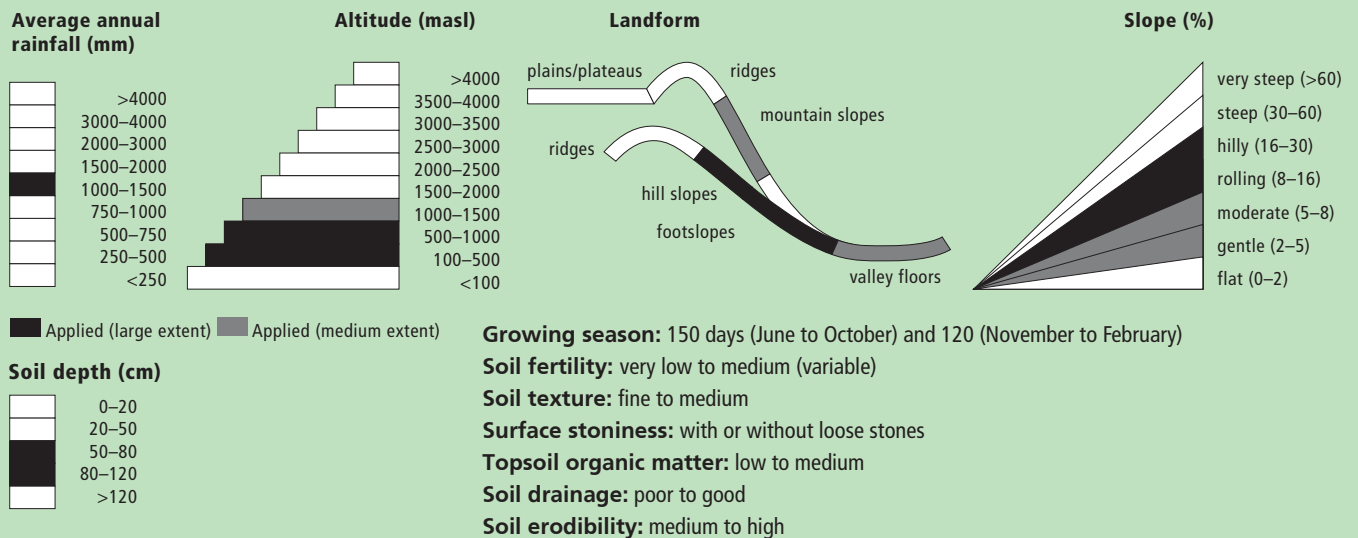 Average annual
rainfall (mm)
>4000
3000–4000
2000–3000
1500–2000
1000–1500
750–1000
500–750
250–500
<250
Altitude (masl)
>4000
3500–4000
3000–3500
2500–3000
2000–2500
1500–2000
1000–1500
500–1000
100–500
<100
Landform
plains/plateaus
ridges
mountain slopes
ridges
hill slopes
footslopes
valley floors
Slope (%)
very steep (>60)
steep (30–60)
hilly (16–30)
rolling (8–16)
moderate (5–8)
gentle (2–5)
flat (0–2)
Applied (large extent)
Applied (medium extent)
Soil depth (cm)
0–20
20–50
50–80
80–120
>120
Growing season: 150 days (June to October) and 120 (November to February)
Soil fertility: very low to medium (variable)
Soil texture: fine to medium
Surface stoniness: with or without loose stones
Topsoil organic matter: low to medium
Soil drainage: poor to good
Soil erodibility: medium to high